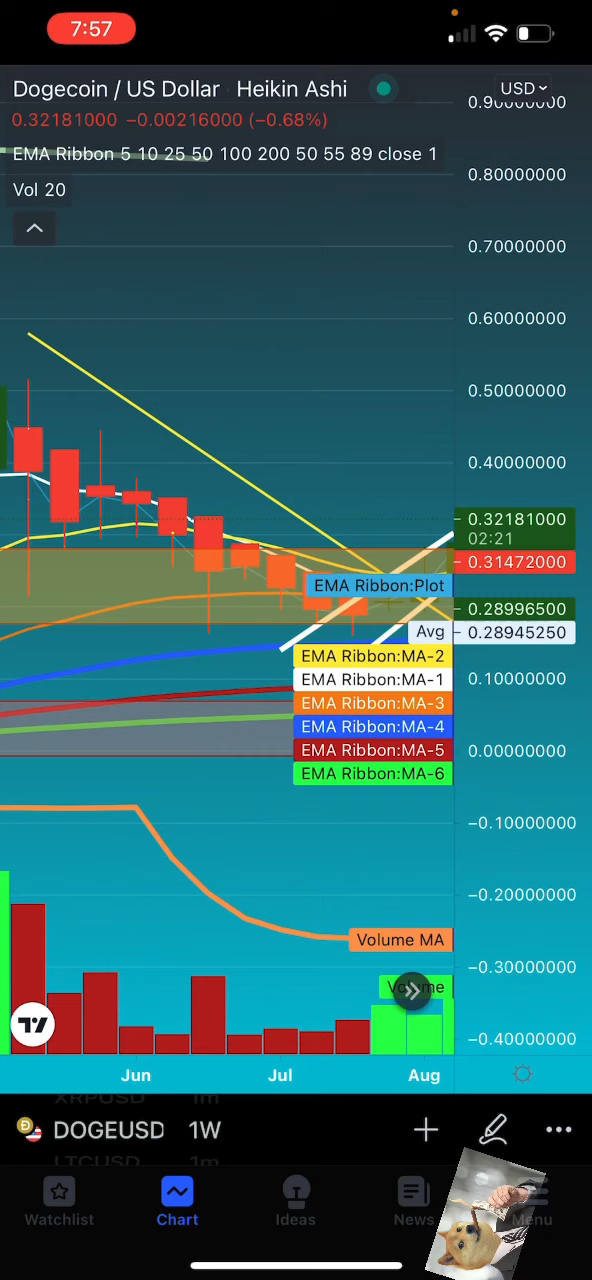 7:57
Dogecoin / US Dollar · Heikin Ashi
USD
0.90000000
0.32181000 −0.00216000 (−0.68%)
EMA Ribbon 5 10 25 50 100 200 50 55 89 close 1
0.80000000
Vol 20
0.70000000
0.60000000
0.50000000
0.40000000
0.32181000
02:21
0.31472000
EMA Ribbon:Plot
0.28996500
Avg
0.28945250
EMA Ribbon:MA-2
EMA Ribbon:MA-1
0.10000000
EMA Ribbon:MA-3
EMA Ribbon:MA-4
EMA Ribbon:MA-5
0.00000000
EMA Ribbon:MA-6
−0.10000000
−0.20000000
Volume MA
−0.30000000
Volume
−0.40000000
Jun
Jul
Aug
XRPUSD 1m
DOGEUSD 1W
LTCUSD 1m
Watchlist
Chart
Ideas
News
Menu